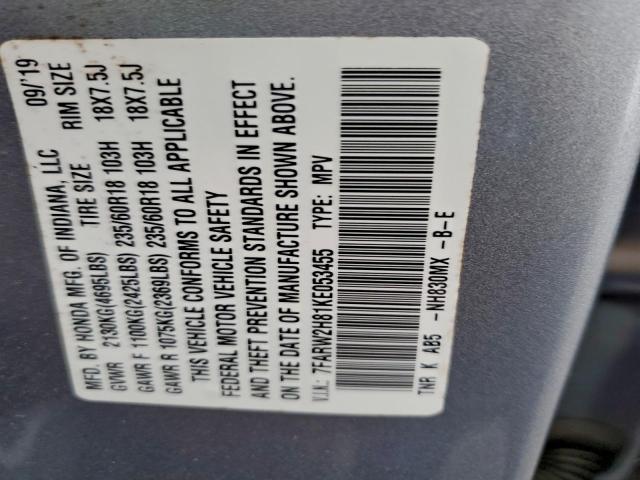 MFD. BY HONDA MFG. OF INDIANA, LLC 09/'19
TIRE SIZE RIM SIZE
GVWR 2130KG(4695LBS)
GAWR F 1100KG(2425LBS) 235/60R18 103H 18X7.5J
GAWR R 1075KG(2369LBS) 235/60R18 103H 18X7.5J
THIS VEHICLE CONFORMS TO ALL APPLICABLE
FEDERAL MOTOR VEHICLE SAFETY
AND THEFT PREVENTION STANDARDS IN EFFECT
ON THE DATE OF MANUFACTURE SHOWN ABOVE.
V.I.N.: 7FARW2H81KE053455 TYPE: MPV
TNR K AB5 -NH830MX -B-E